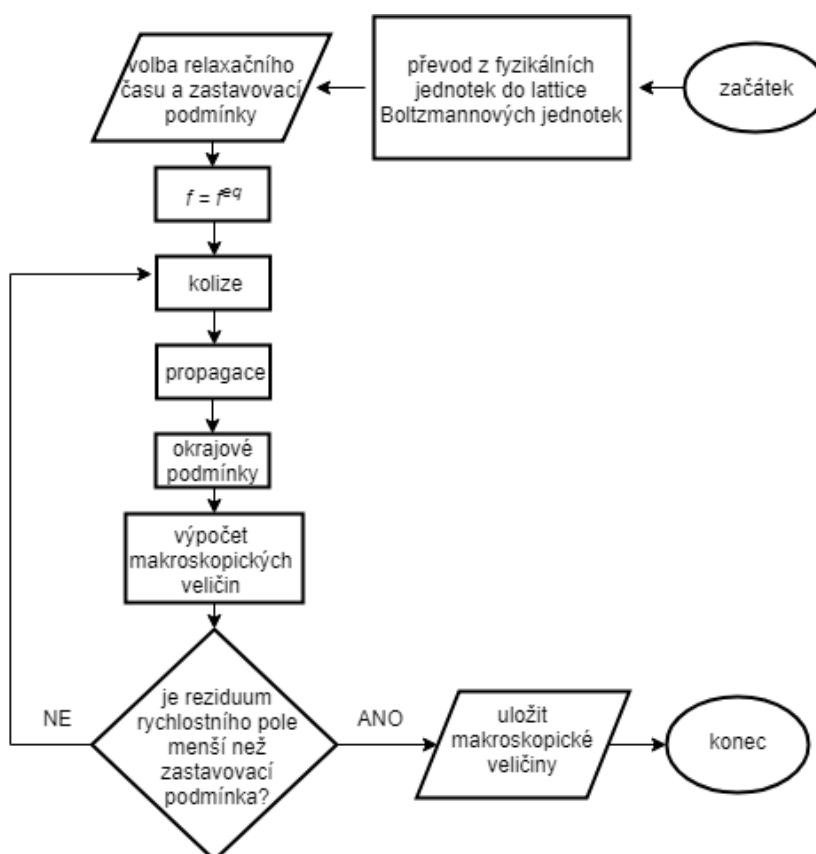 začátek
převod z fyzikálních
jednotek do lattice
Boltzmannových jednotek
volba relaxačního
času a zastavovací
podmínky
f = f^eq
kolize
propagace
okrajové
podmínky
výpočet
makroskopických
veličin
je reziduum
rychlostního pole
menší než
zastavovací
podmínka?
NE
ANO
uložit
makroskopické
veličiny
konec